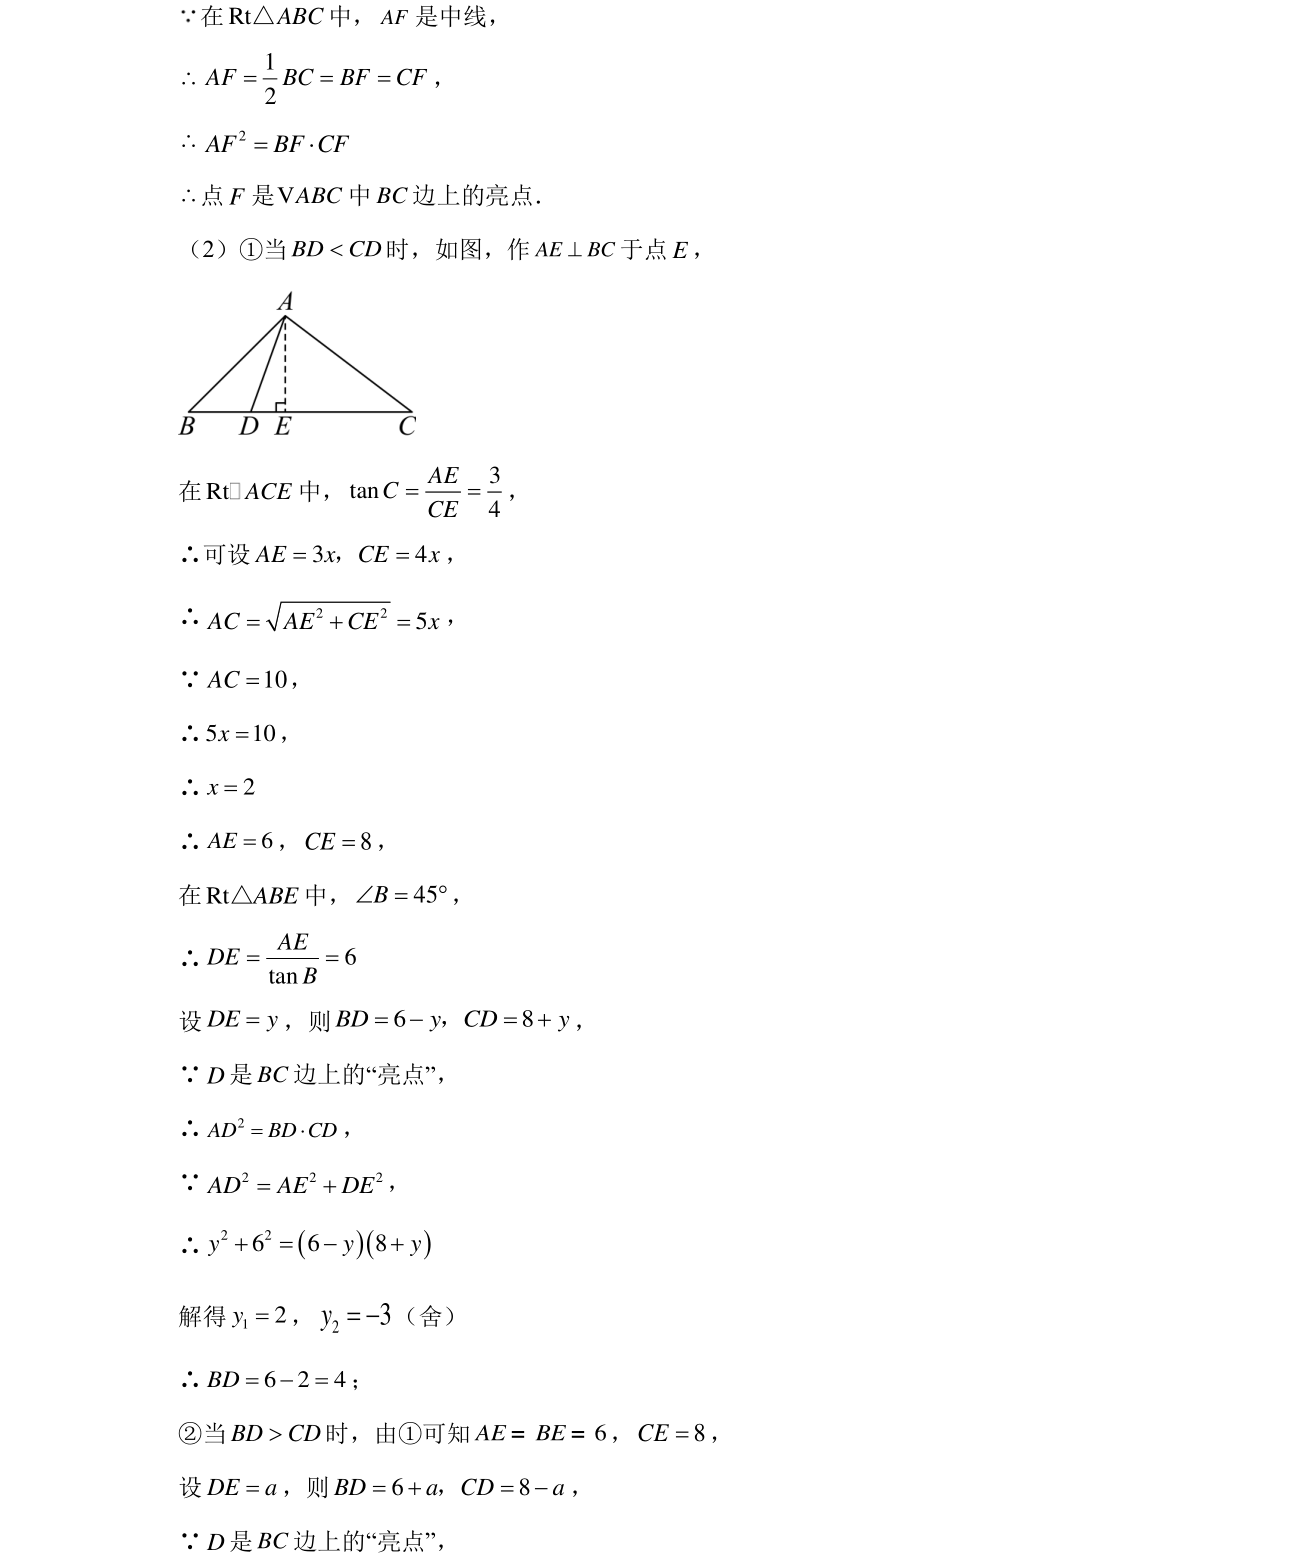 ∵在Rt△ABC中，AF是中线，
∴AF=1/2BC=BF=CF，
∴AF²=BF·CF
∴点F是VABC中BC边上的亮点．
（2）①当BD<CD时，如图，作AE⊥BC于点E，
A
B D E C
在Rt□ACE中，tanC=AE/CE=3/4，
∴可设AE=3x，CE=4x，
∴AC=√(AE²+CE²)=5x，
∵AC=10，
∴5x=10，
∴x=2
∴AE=6，CE=8，
在Rt△ABE中，∠B=45°，
∴DE=AE/tanB=6
设DE=y，则BD=6-y，CD=8+y，
∵D是BC边上的“亮点”，
∴AD²=BD·CD，
∵AD²=AE²+DE²，
∴y²+6²=(6-y)(8+y)
解得y₁=2，y₂=-3（舍）
∴BD=6-2=4；
②当BD>CD时，由①可知AE=BE=6，CE=8，
设DE=a，则BD=6+a，CD=8-a，
∵D是BC边上的“亮点”，